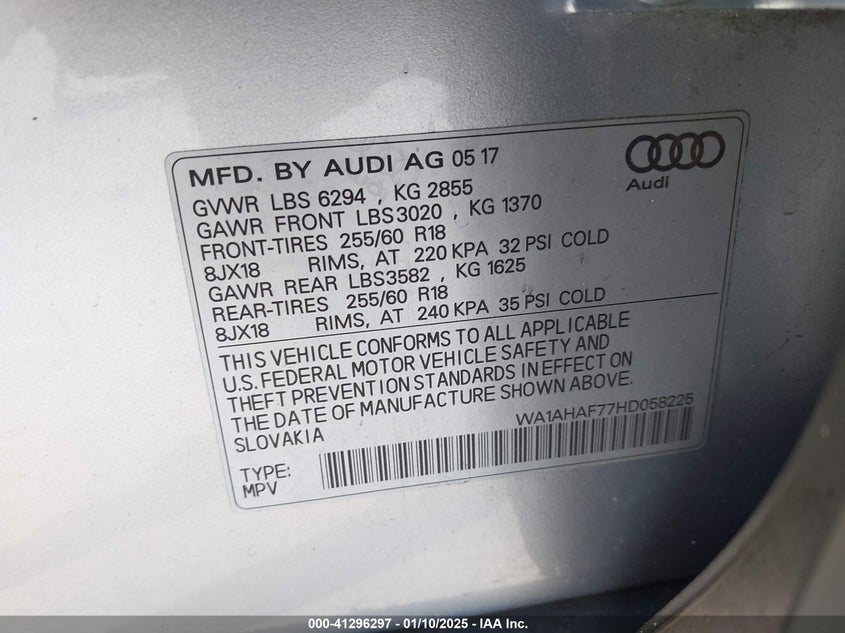 MFD. BY AUDI AG 05 17
Audi
GVWR LBS 6294 , KG 2855
GAWR FRONT LBS3020 , KG 1370
FRONT-TIRES 255/60 R18
8JX18 RIMS, AT 220 KPA 32 PSI COLD
GAWR REAR LBS3582 , KG 1625
REAR-TIRES 255/60 R18
8JX18 RIMS, AT 240 KPA 35 PSI COLD
THIS VEHICLE CONFORMS TO ALL APPLICABLE
U.S. FEDERAL MOTOR VEHICLE SAFETY AND
THEFT PREVENTION STANDARDS IN EFFECT ON
THE DATE OF MANUFACTURE SHOWN ABOVE.
SLOVAKIA
WA1AHAF77HD058225
TYPE:
MPV
000-41296297 - 01/10/2025 - IAA Inc.